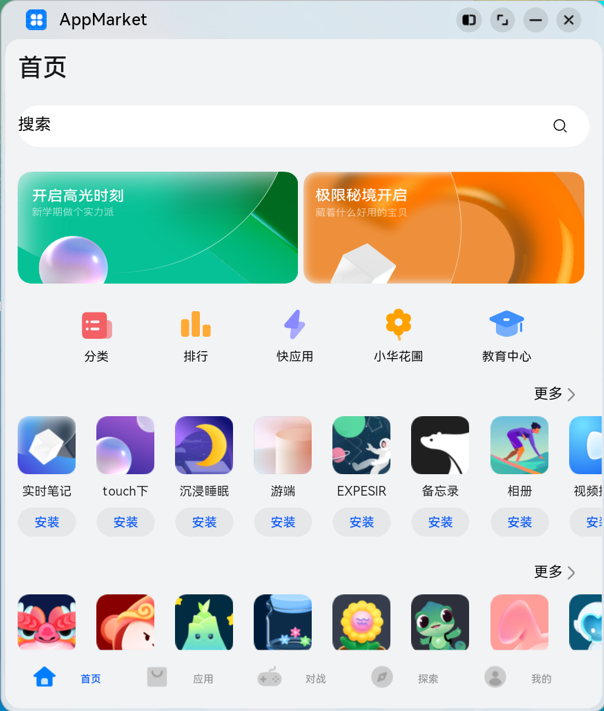 AppMarket
首页
搜索
开启高光时刻
新学期做个实力派
极限秘境开启
藏着什么好用的宝贝
分类
排行
快应用
小华花圃
教育中心
更多
实时笔记
touch下
沉浸睡眠
游端
EXPESIR
备忘录
相册
视频
安装
安装
安装
安装
安装
安装
安装
更多
首页
应用
对战
探索
我的